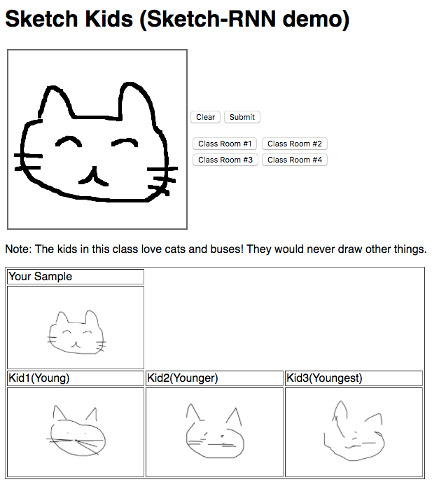 Sketch Kids (Sketch-RNN demo)
Clear Submit
Class Room #1 Class Room #2
Class Room #3 Class Room #4
Note: The kids in this class love cats and buses! They would never draw other things.
Your Sample
Kid1(Young) Kid2(Younger) Kid3(Youngest)